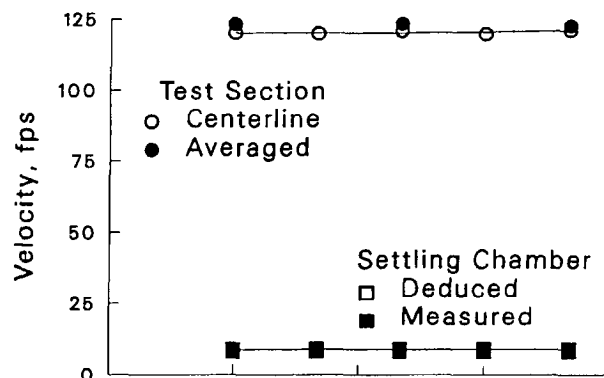 125
100
75
50
25
0
Velocity, fps
Test Section
Centerline
Averaged
Settling Chamber
Deduced
Measured